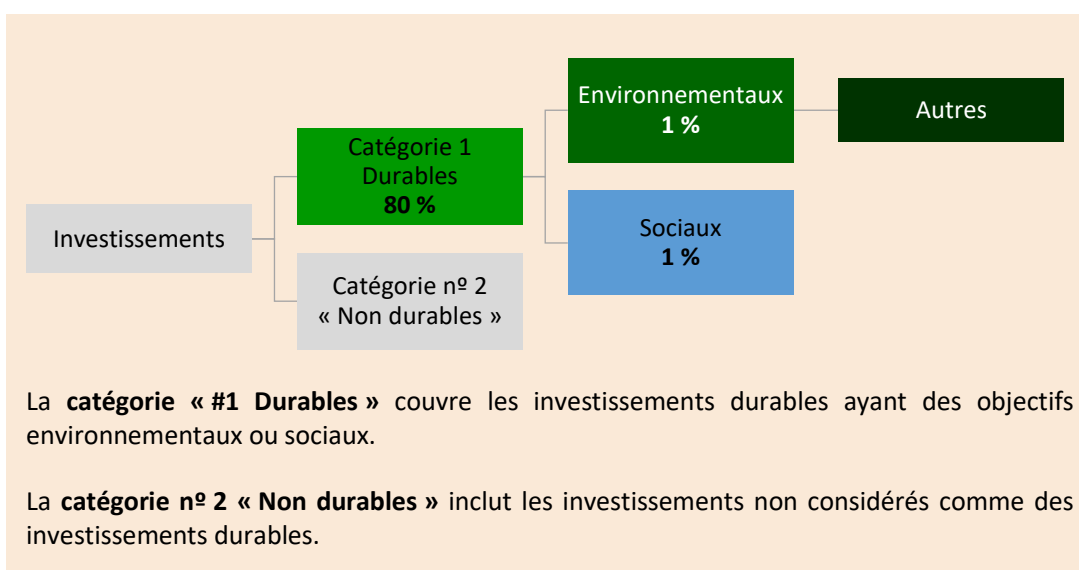 Investissements
Catégorie 1
Durables
80 %
Catégorie nº 2
« Non durables »
Environnementaux
1 %
Sociaux
1 %
Autres
La catégorie « #1 Durables » couvre les investissements durables ayant des objectifs
environnementaux ou sociaux.
La catégorie nº 2 « Non durables » inclut les investissements non considérés comme des
investissements durables.